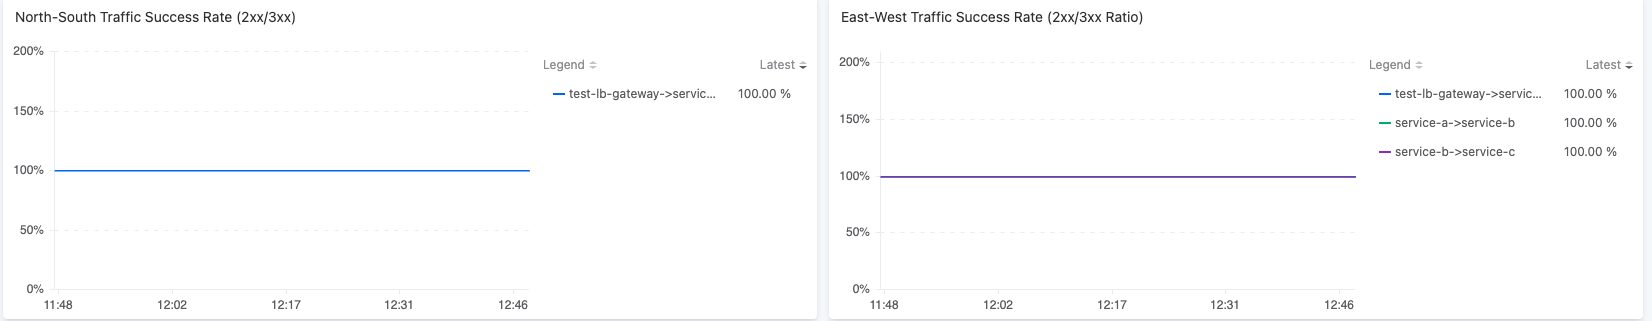 North-South Traffic Success Rate (2xx/3xx)
200%
150%
100%
50%
0%
11:48 12:02 12:17 12:31 12:46
Legend Latest
test-lb-gateway->servic... 100.00 %
East-West Traffic Success Rate (2xx/3xx Ratio)
200%
150%
100%
50%
0%
11:48 12:02 12:17 12:31 12:46
Legend Latest
test-lb-gateway->servic... 100.00 %
service-a->service-b 100.00 %
service-b->service-c 100.00 %